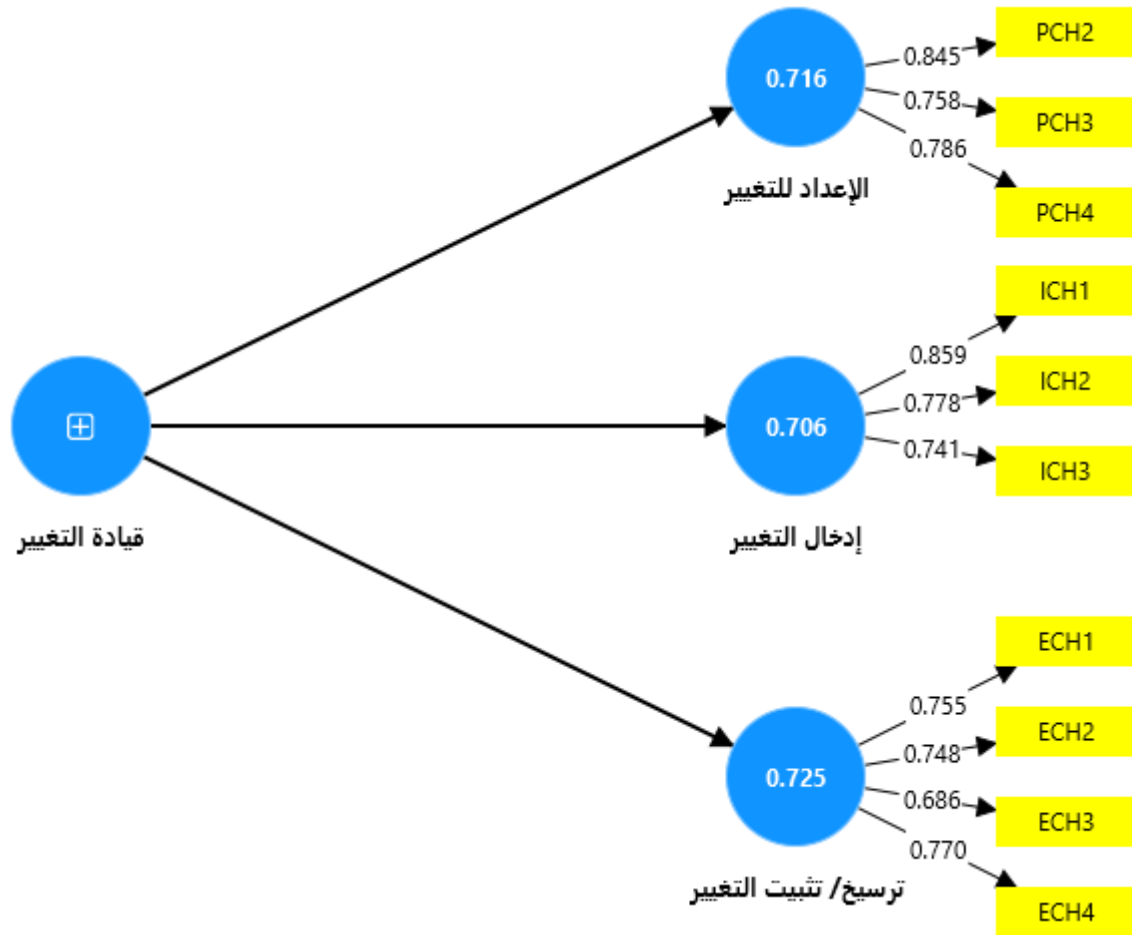 PCH2
0.845
0.716
0.758
PCH3
0.786
الإعداد للتغيير
PCH4
ICH1
0.859
ICH2
0.778
0.706
0.741
ICH3
قيادة التغيير
إدخال التغيير
ECH1
0.755
ECH2
0.748
0.725
0.686
ECH3
0.770
ترسيخ/ تثبيت التغيير
ECH4